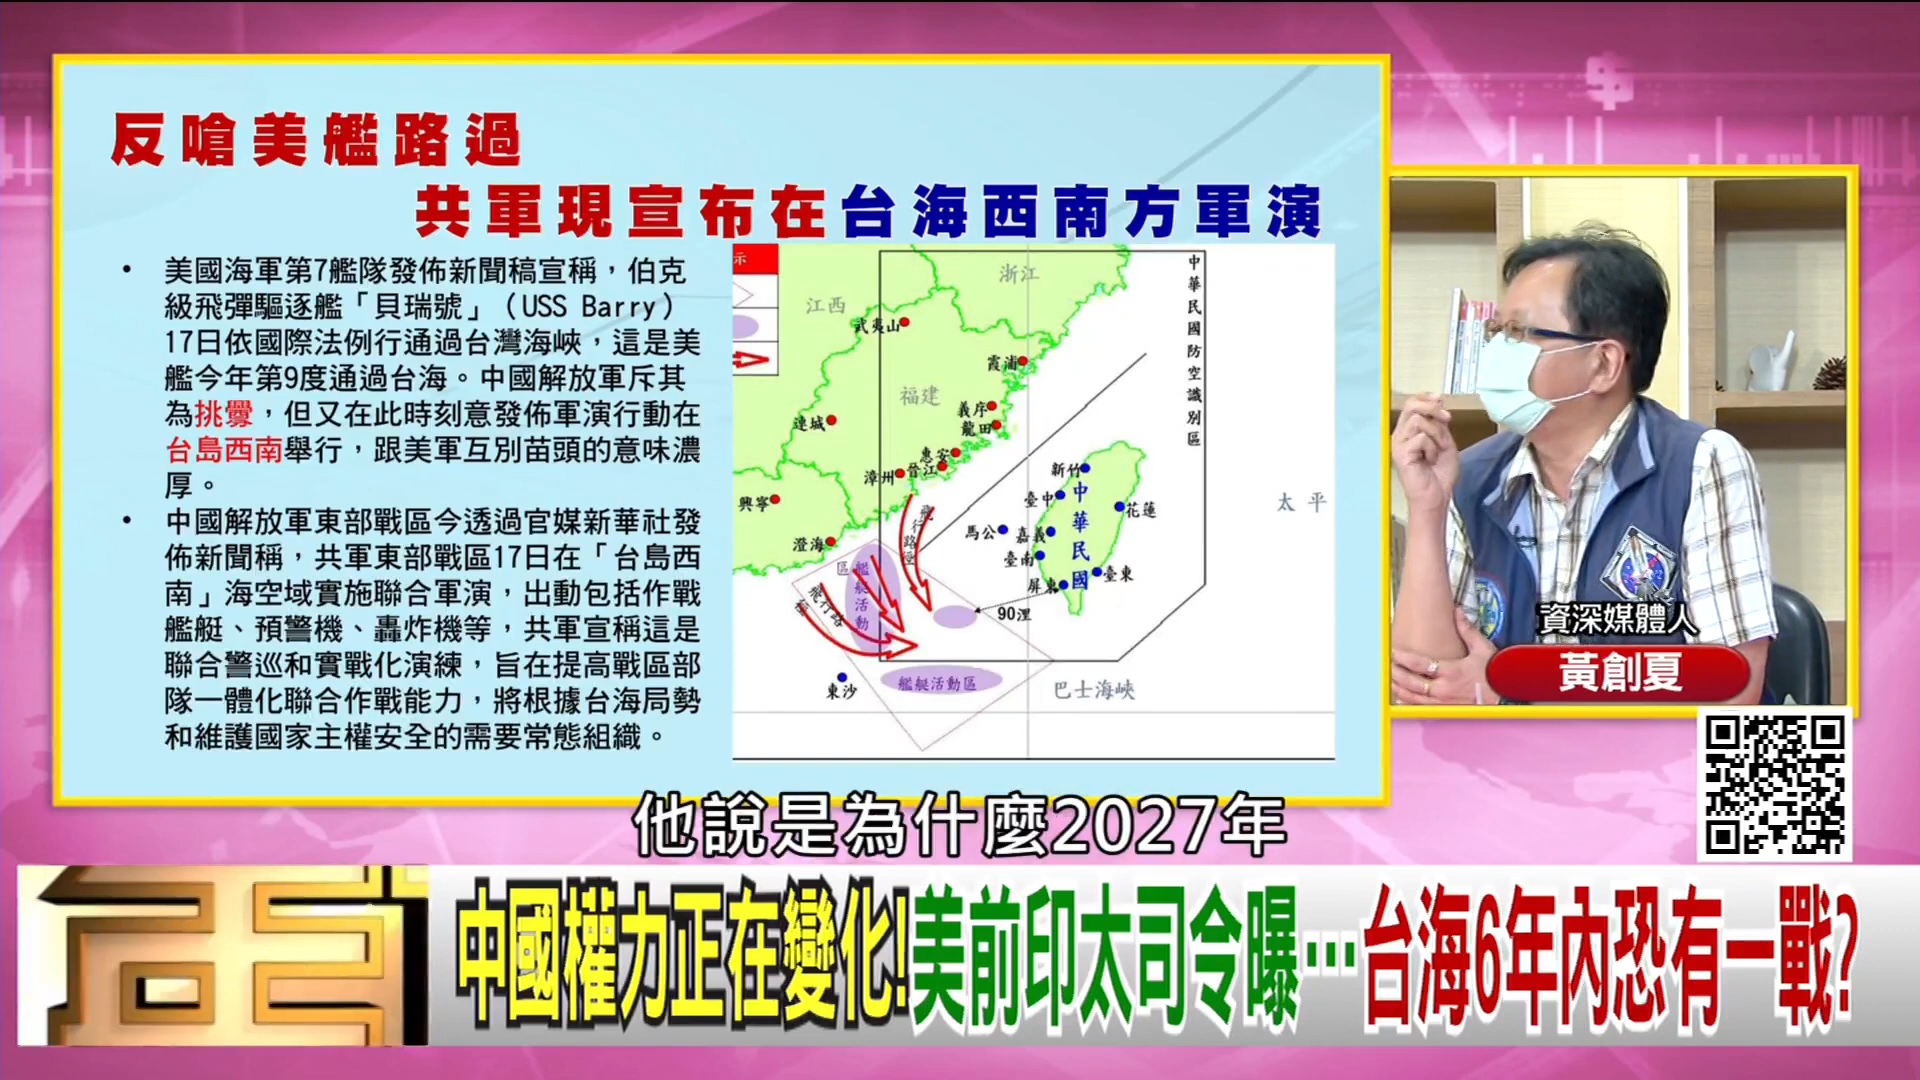 反嗆美艦路過
共軍現宣布在台海西南方軍演
• 美國海軍第7艦隊發佈新聞稿宣稱，伯克
級飛彈驅逐艦「貝瑞號」（USS Barry）
17日依國際法例行通過台灣海峽，這是美
艦今年第9度通過台海。中國解放軍斥其
為挑釁，但又在此時刻意發佈軍演行動在
台島西南舉行，跟美軍互別苗頭的意味濃
厚。
• 中國解放軍東部戰區今透過官媒新華社發
佈新聞稱，共軍東部戰區17日在「台島西
南」海空域實施聯合軍演，出動包括作戰
艦艇、預警機、轟炸機等，共軍宣稱這是
聯合警巡和實戰化演練，旨在提高戰區部
隊一體化聯合作戰能力，將根據台海局勢
和維護國家主權安全的需要常態組織。
示
浙江
江西
武夷山
霞浦
福建
義序
龍田
連城
惠安
晉江
漳州
興寧
澄海
中華民國防空識別區
新竹
臺中
中華民國
花蓮
馬公
嘉義
臺南
屏東
臺東
太平
飛行路徑
艦艇活動區
飛行路徑
90浬
東沙
艦艇活動區
巴士海峽
資深媒體人
黃創夏
他說是為什麼2027年
中國權力正在變化!美前印太司令曝…台海6年內恐有一戰?